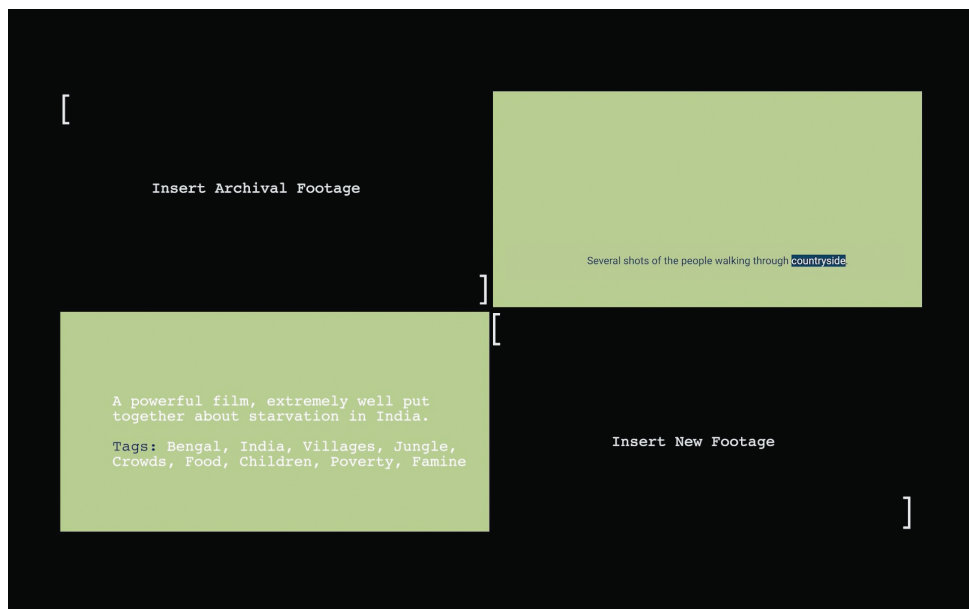 [
Insert Archival Footage
]
Several shots of the people walking through countryside
A powerful film, extremely well put
together about starvation in India.
Tags: Bengal, India, Villages, Jungle,
Crowds, Food, Children, Poverty, Famine
[
Insert New Footage
]